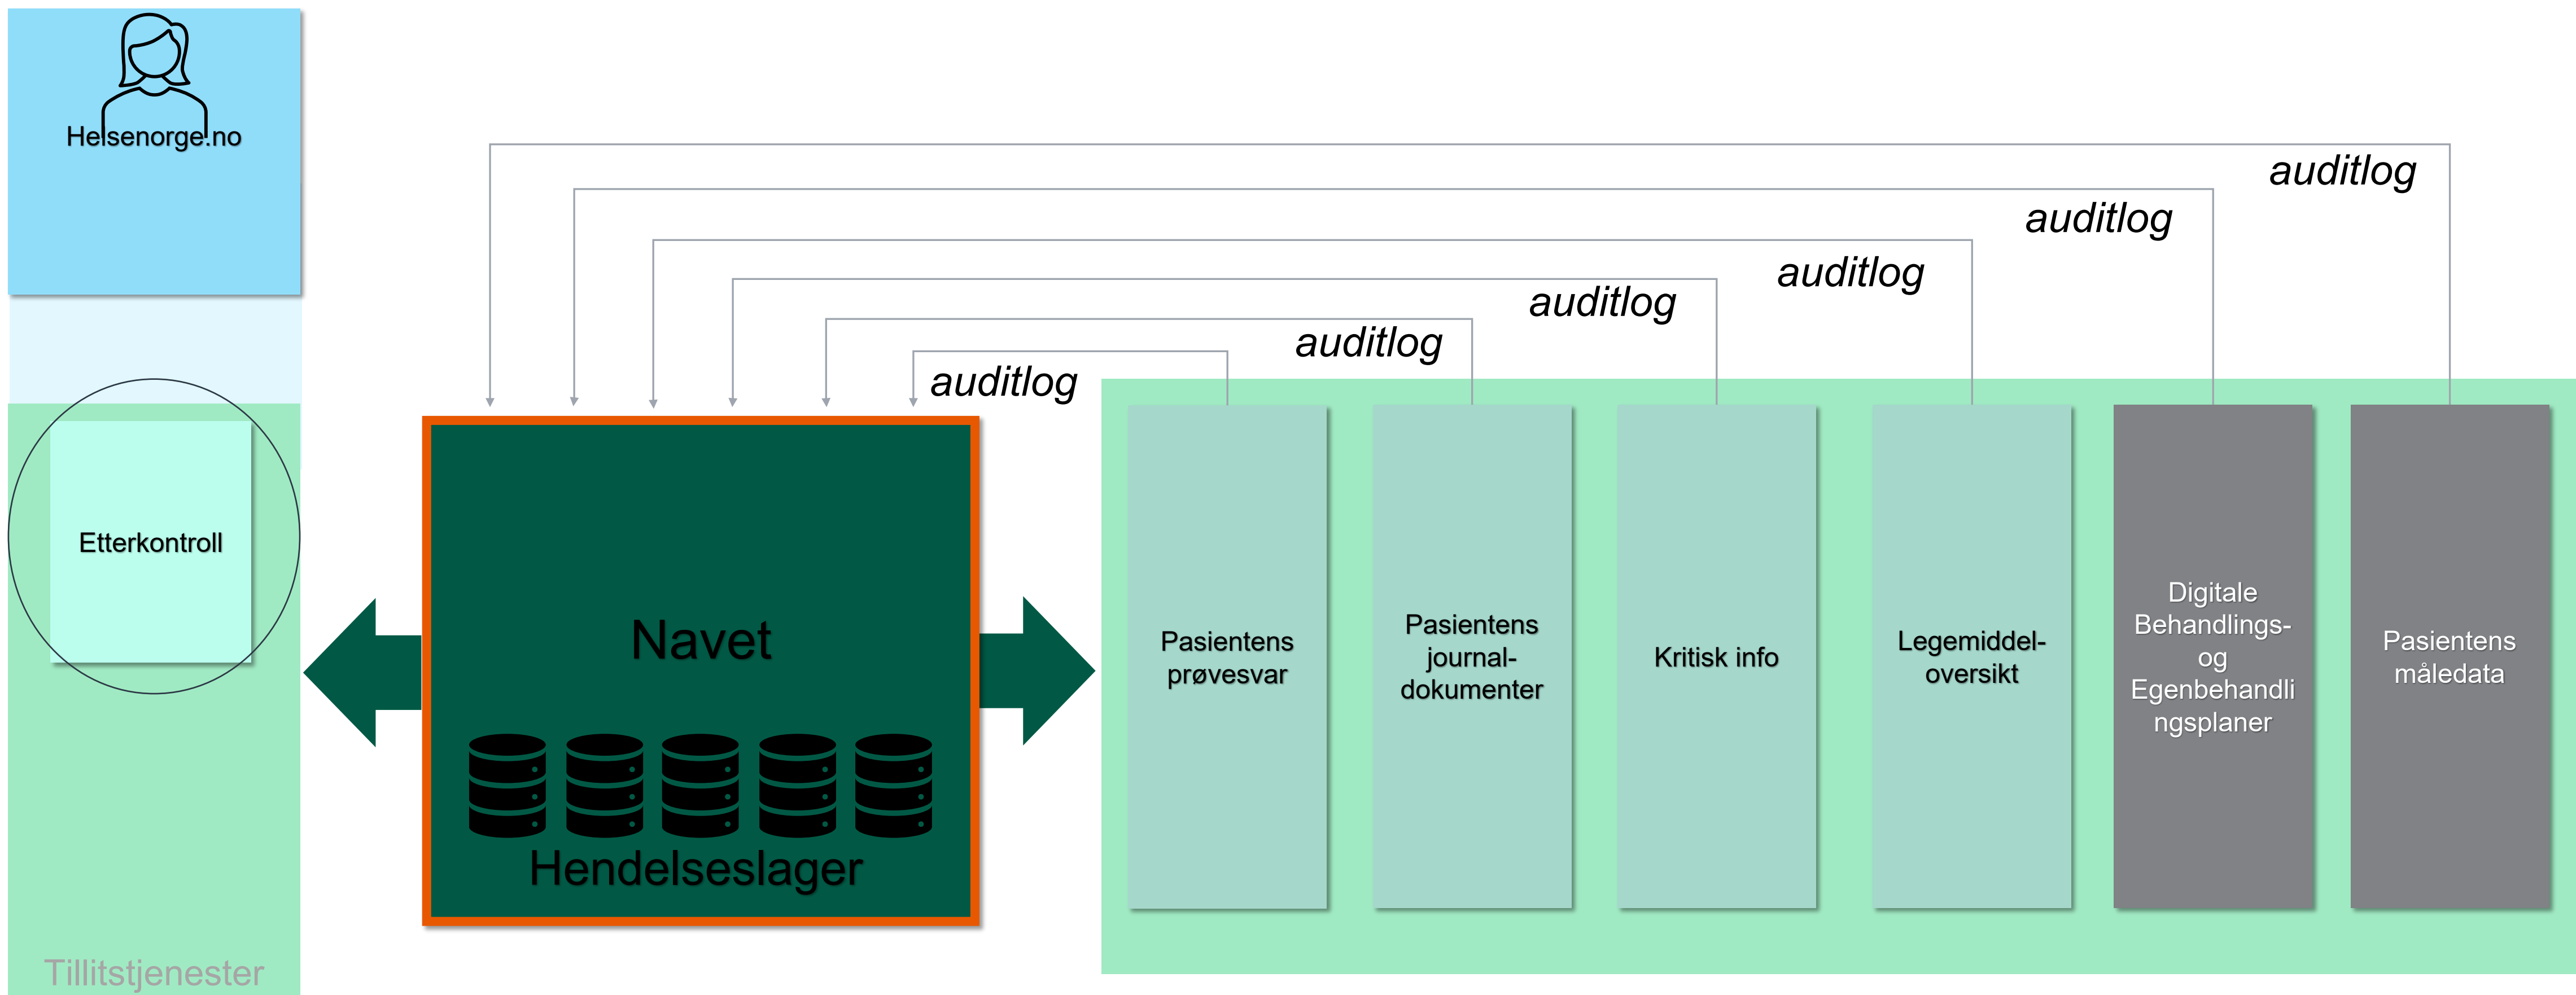 Helsenorge.no
auditlog
auditlog
auditlog
auditlog
auditlog
auditlog
Etterkontroll
Tillitstjenester
Navet
Hendelseslager
Pasientens
prøvesvar
Pasientens
journal-
dokumenter
Kritisk info
Legemiddel-
oversikt
Digitale
Behandlings-
og
Egenbehandli
ngsplaner
Pasientens
måledata